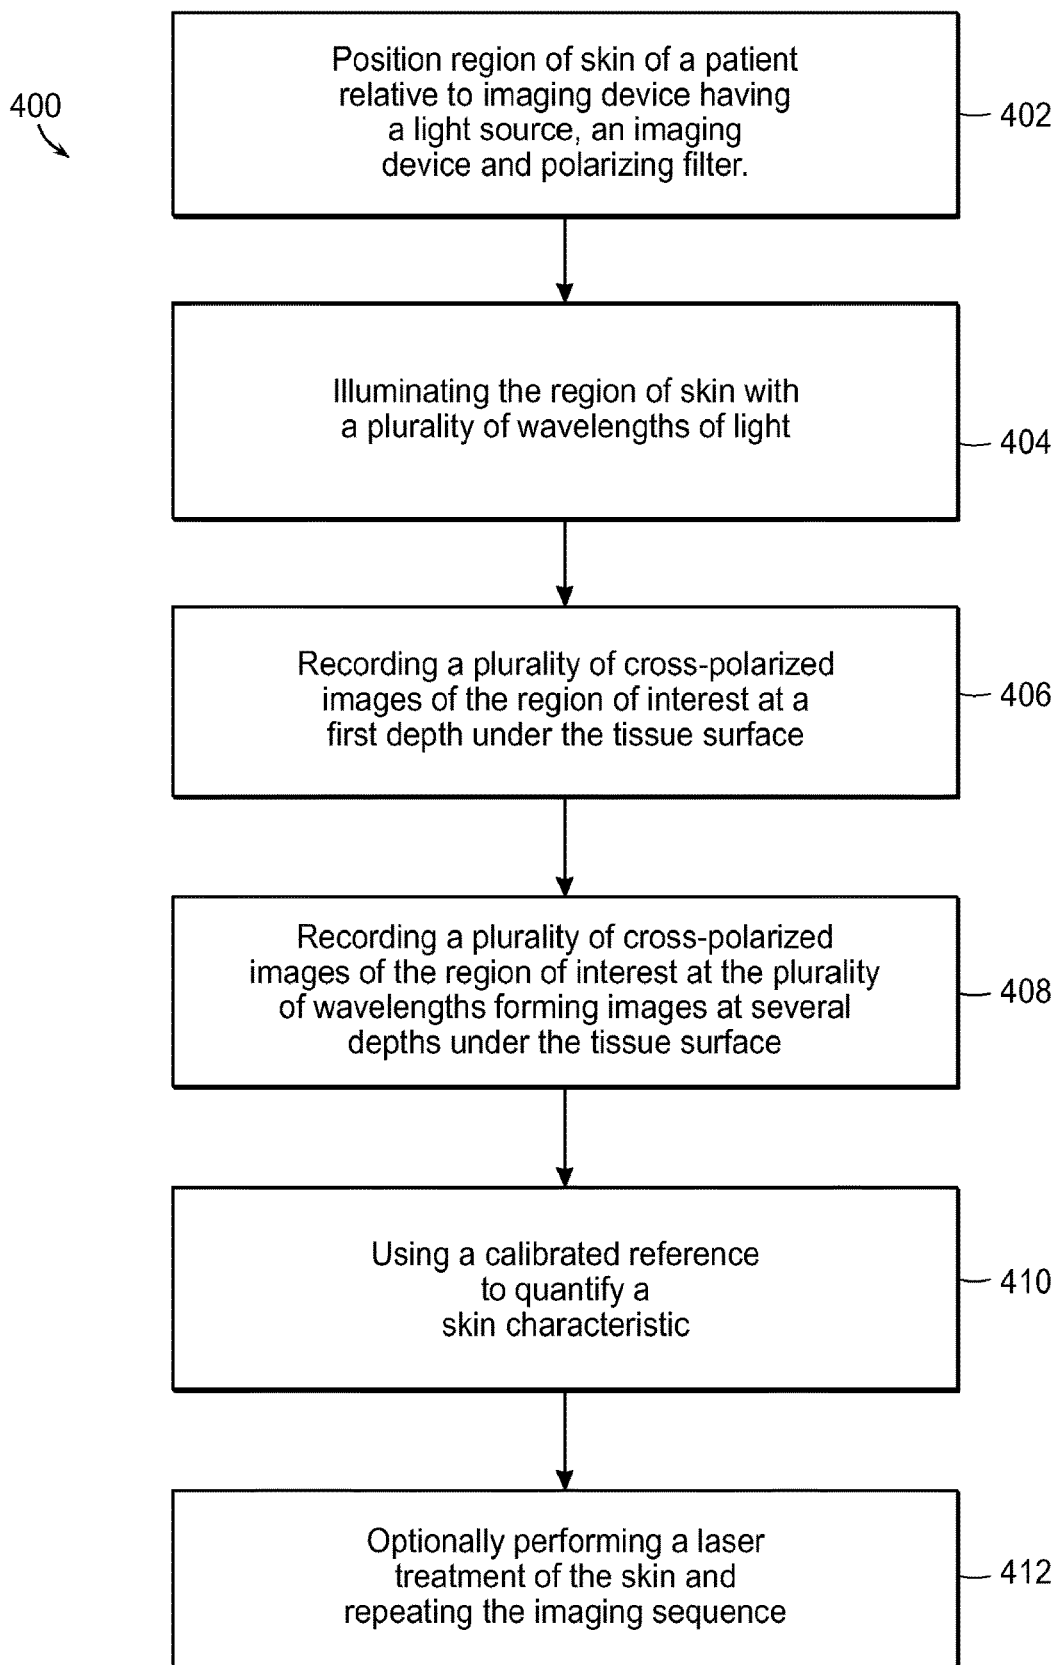 400
Position region of skin of a patient
relative to imaging device having
a light source, an imaging
device and polarizing filter.
402
Illuminating the region of skin with
a plurality of wavelengths of light
404
Recording a plurality of cross-polarized
images of the region of interest at a
first depth under the tissue surface
406
Recording a plurality of cross-polarized
images of the region of interest at the plurality
of wavelengths forming images at several
depths under the tissue surface
408
Using a calibrated reference
to quantify a
skin characteristic
410
Optionally performing a laser
treatment of the skin and
repeating the imaging sequence
412